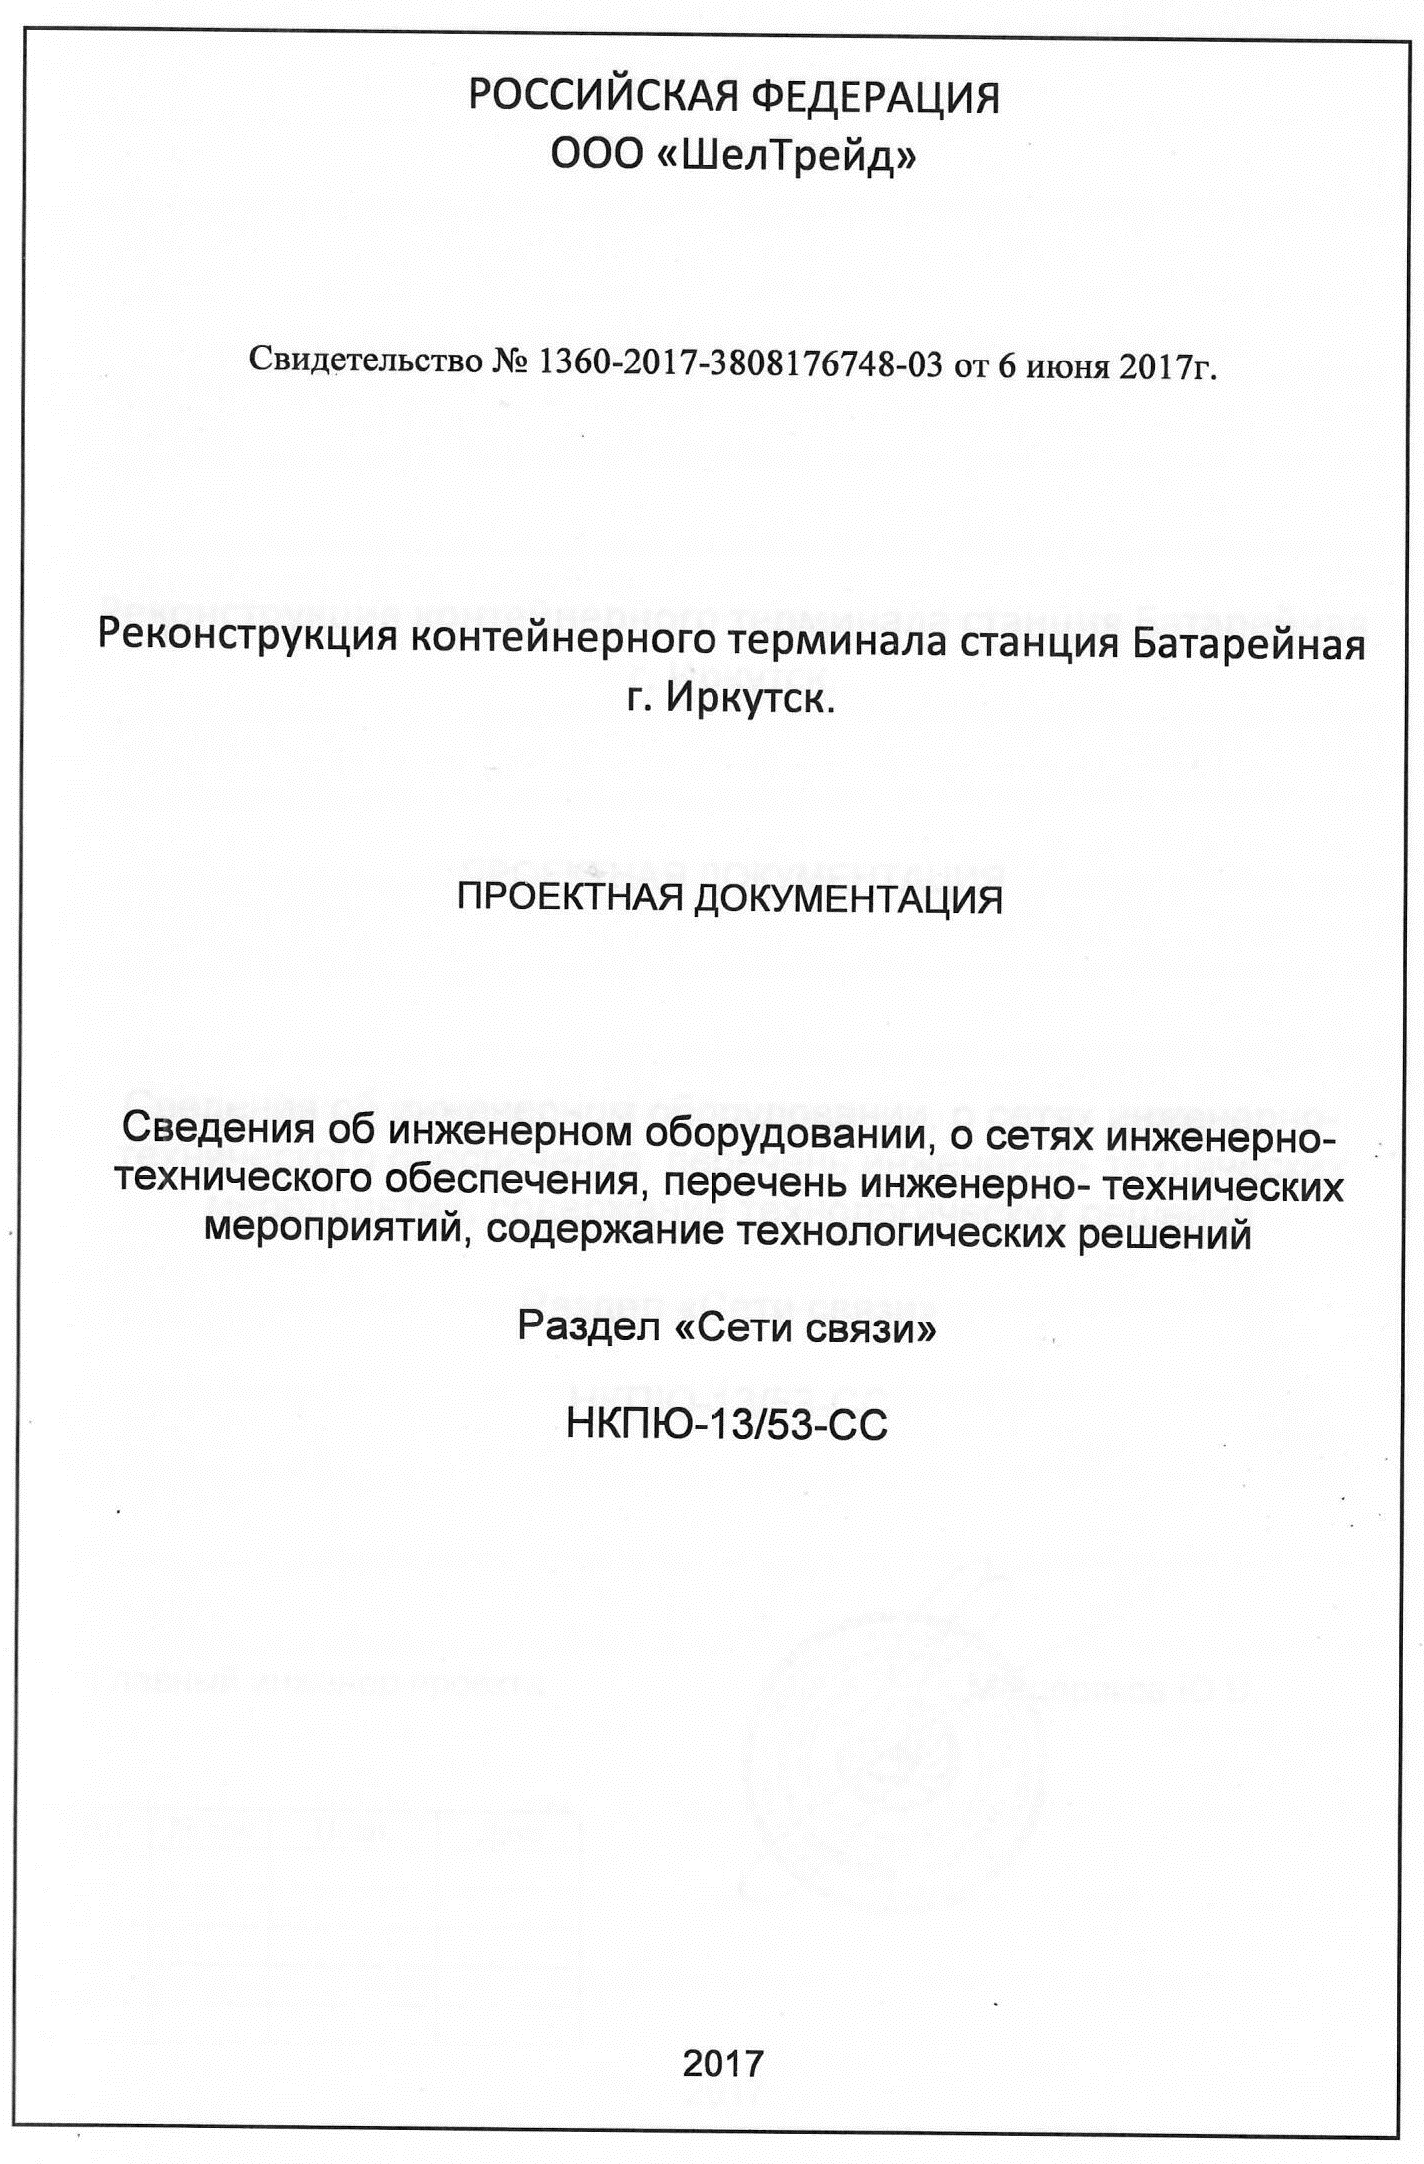 РОССИЙСКАЯ ФЕДЕРАЦИЯ
ООО «ШелТрейд»
Свидетельство № 1360-2017-3808176748-03 от 6 июня 2017г.
Реконструкция контейнерного терминала станция Батарейная
г. Иркутск.
ПРОЕКТНАЯ ДОКУМЕНТАЦИЯ
Сведения об инженерном оборудовании, о сетях инженерно-
технического обеспечения, перечень инженерно- технических
мероприятий, содержание технологических решений
Раздел «Сети связи»
НКПЮ-13/53-СС
2017